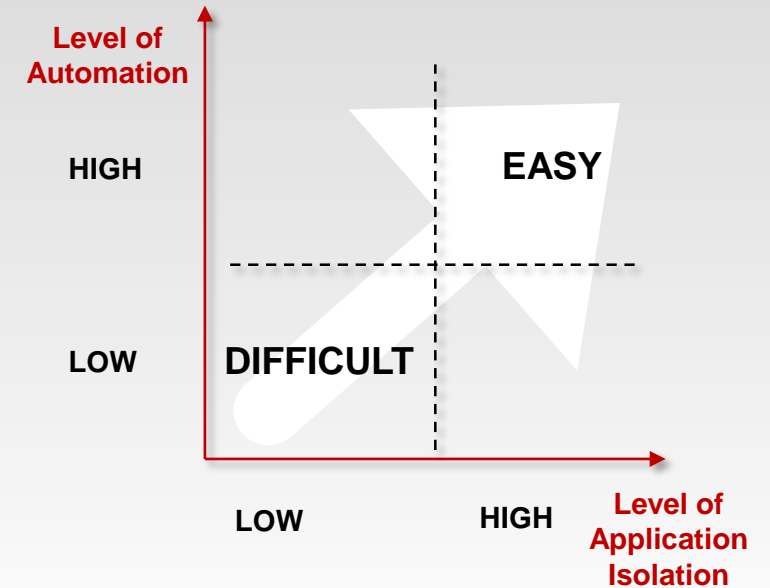 Level of
Automation
HIGH
EASY
LOW
DIFFICULT
LOW
HIGH
Level of
Application
Isolation